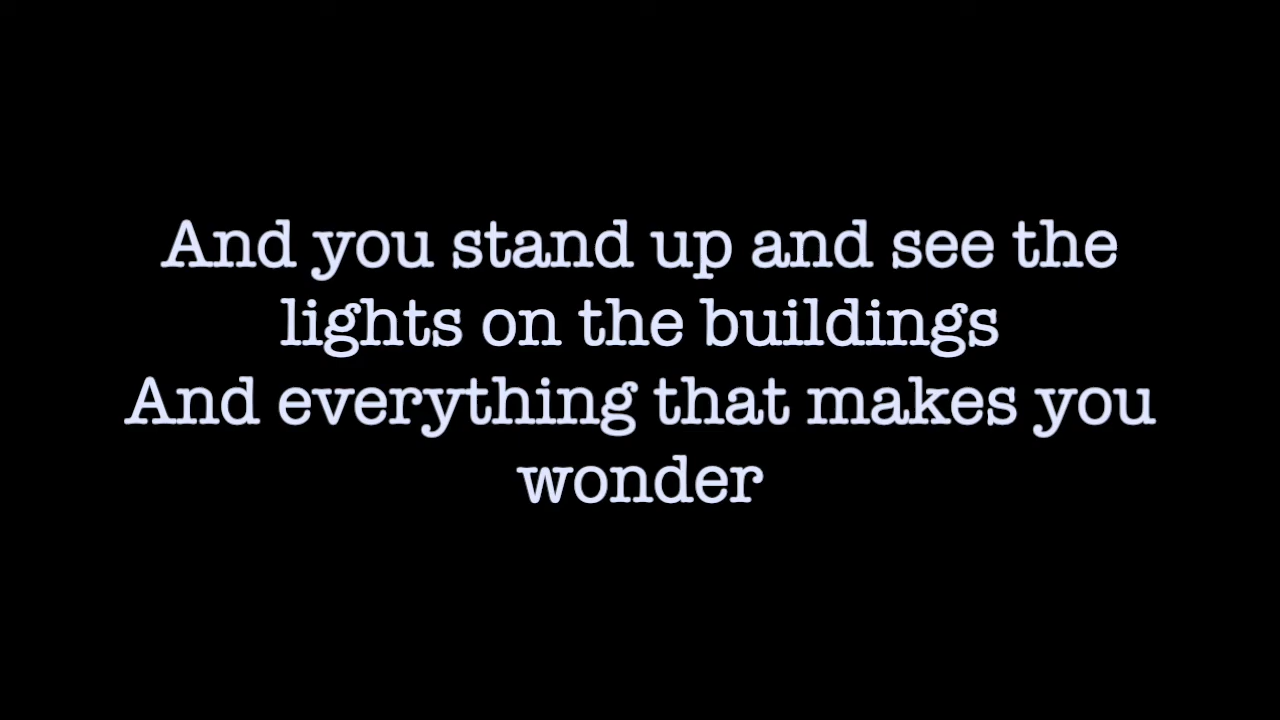 And you stand up and see the
lights on the buildings
And everything that makes you
wonder